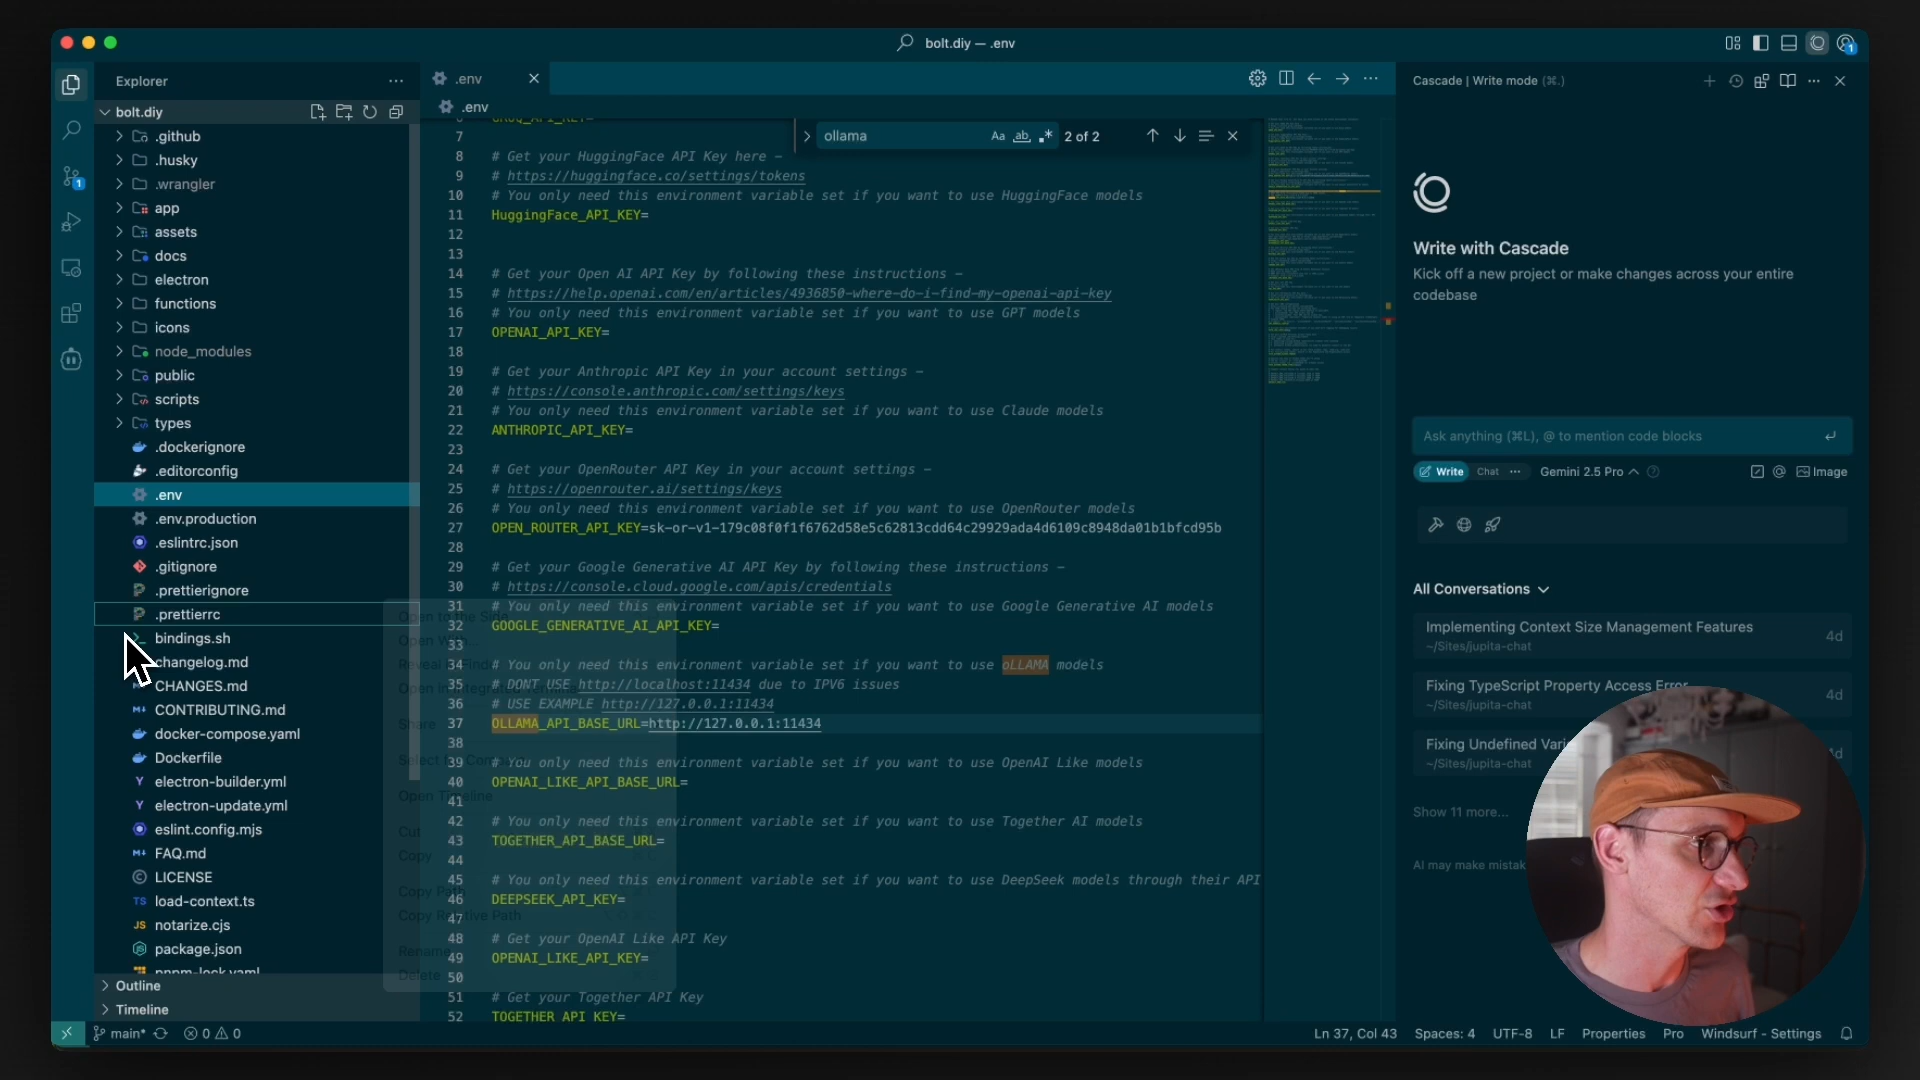 bolt.diy — .env
1
Explorer
bolt.diy
.github
.husky
.wrangler
app
assets
docs
electron
functions
icons
node_modules
public
scripts
types
.dockerignore
.editorconfig
.env
.env.production
.eslintrc.json
.gitignore
.prettierignore
.prettierrc
bindings.sh
changelog.md
CHANGES.md
CONTRIBUTING.md
docker-compose.yaml
Dockerfile
electron-builder.yml
electron-update.yml
eslint.config.mjs
FAQ.md
LICENSE
load-context.ts
notarize.cjs
package.json
pnpm-lock.yaml
Outline
Timeline
1
.env
.env
ollama
Aa
ab
2 of 2
GROQ_API_KEY=
7
8 # Get your HuggingFace API Key here –
9 # https://huggingface.co/settings/tokens
10 # You only need this environment variable set if you want to use HuggingFace models
11 HuggingFace_API_KEY=
12
13
14 # Get your Open AI API Key by following these instructions –
15 # https://help.openai.com/en/articles/4936850-where-do-i-find-my-openai-api-key
16 # You only need this environment variable set if you want to use GPT models
17 OPENAI_API_KEY=
18
19 # Get your Anthropic API Key in your account settings –
20 # https://console.anthropic.com/settings/keys
21 # You only need this environment variable set if you want to use Claude models
22 ANTHROPIC_API_KEY=
23
24 # Get your OpenRouter API Key in your account settings –
25 # https://openrouter.ai/settings/keys
26 # You only need this environment variable set if you want to use OpenRouter models
27 OPEN_ROUTER_API_KEY=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
28
29 # Get your Google Generative AI API Key by following these instructions –
30 # https://console.cloud.google.com/apis/credentials
31 # You only need this environment variable set if you want to use Google Generative AI models
32 GOOGLE_GENERATIVE_AI_API_KEY=
33
34 # You only need this environment variable set if you want to use oLLAMA models
35 # DONT USE http://localhost:11434 due to IPV6 issues
36 # USE EXAMPLE http://127.0.0.1:11434
37 OLLAMA_API_BASE_URL=http://127.0.0.1:11434
38
39 # You only need this environment variable set if you want to use OpenAI Like models
40 OPENAI_LIKE_API_BASE_URL=
41
42 # You only need this environment variable set if you want to use Together AI models
43 TOGETHER_API_BASE_URL=
44
45 # You only need this environment variable set if you want to use DeepSeek models through their API
46 DEEPSEEK_API_KEY=
47
48 # Get your OpenAI Like API Key
49 OPENAI_LIKE_API_KEY=
50
51 # Get your Together API Key
52 TOGETHER_API_KEY=
Open to the Side
Open With...
Share
Open Timeline
Cut
Copy
Copy Path
Copy Relative Path
Rename
Delete
Cascade | Write mode (⌘.)
Write with Cascade
Kick off a new project or make changes across your entire
codebase
Ask anything (⌘L), @ to mention code blocks
Write
Chat
Gemini 2.5 Pro
Image
All Conversations
Implementing Context Size Management Features
~/Sites/jupita-chat
4d
Fixing TypeScript Property Access Error
~/Sites/jupita-chat
4d
Fixing Undefined
~/Sites/jupita-chat
Show 11 more...
AI may make
main*
0
0
Ln 37, Col 43
Spaces: 4
UTF-8
LF
Properties
Pro
Windsurf - Settings